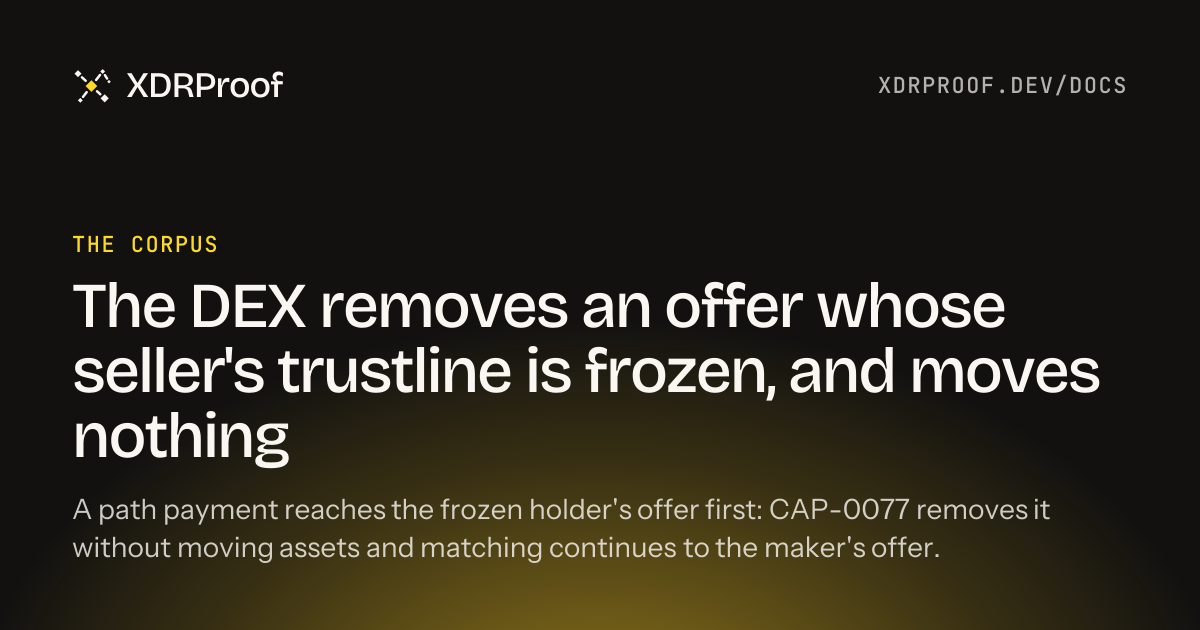 XDRProof
XDRPROOF.DEV/DOCS
THE CORPUS
The DEX removes an offer whose
seller's trustline is frozen, and moves
nothing
A path payment reaches the frozen holder's offer first: CAP-0077 removes it
without moving assets and matching continues to the maker's offer.